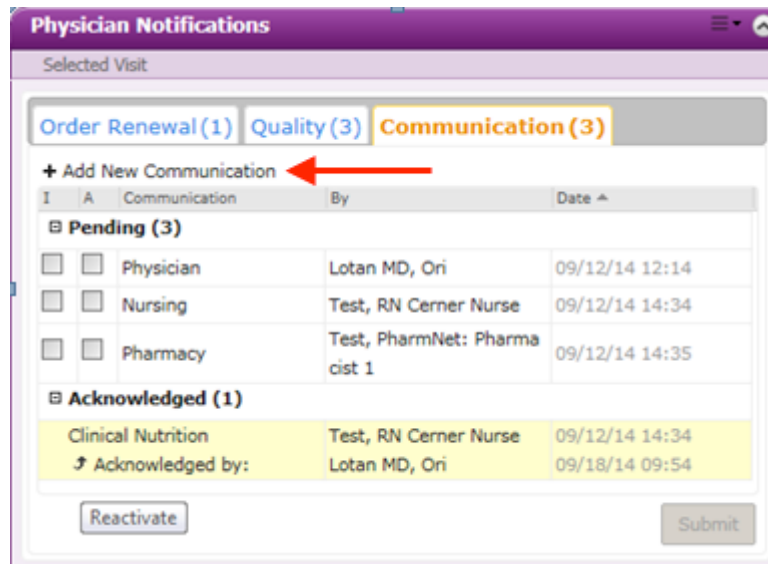 Physician Notifications
Selected Visit
Order Renewal (1) Quality (3) Communication (3)
+ Add New Communication
I A Communication By Date
Pending (3)
Physician Lotan MD, Ori 09/12/14 12:14
Nursing Test, RN Cerner Nurse 09/12/14 14:34
Pharmacy Test, PharmNet: Pharma 09/12/14 14:35
cist 1
Acknowledged (1)
Clinical Nutrition Test, RN Cerner Nurse 09/12/14 14:34
Acknowledged by: Lotan MD, Ori 09/18/14 09:54
Reactivate Submit